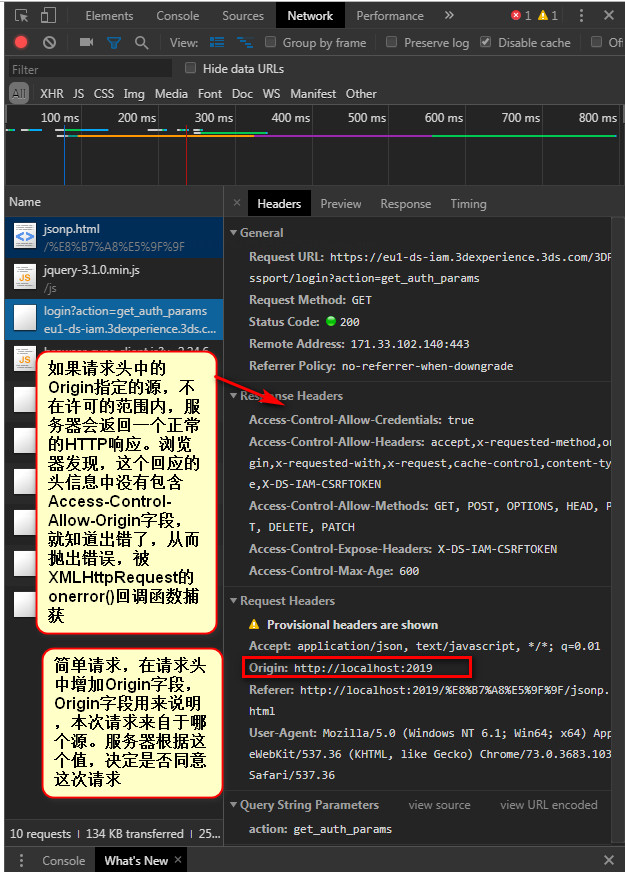 Elements Console Sources Network Performance » 1 1
View: Group by frame Preserve log Disable cache
Filter Hide data URLs
All XHR JS CSS Img Media Font Doc WS Manifest Other
100 ms 200 ms 300 ms 400 ms 500 ms 600 ms 700 ms 800 ms
Name
jsonp.html
/%E8%B7%A8%E5%9F%9F
jquery-3.1.0.min.js
/js
login?action=get_auth_params
eu1-ds-iam.3dexperience.3ds.c...
如果请求头中的
Origin指定的源，不
在许可的范围内，服
务器会返回一个正常
的HTTP响应。浏览
器发现，这个回应的
头信息中没有包含
Access-Control-
Allow-Origin字段，
就知道出错了，从而
抛出错误，被
XMLHttpRequest的
onerror()回调函数捕
获
简单请求，在请求头
中增加Origin字段，
Origin字段用来说明
，本次请求来自于哪
个源。服务器根据这
个值，决定是否同意
这次请求
10 requests 134 KB transferred 25...
× Headers Preview Response Timing
General
Request URL: https://eu1-ds-iam.3dexperience.3ds.com/3DP
ssport/login?action=get_auth_params
Request Method: GET
Status Code: 200
Remote Address: 171.33.102.140:443
Referrer Policy: no-referrer-when-downgrade
Response Headers
Access-Control-Allow-Credentials: true
Access-Control-Allow-Headers: accept,x-requested-method,or
gin,x-requested-with,x-request,cache-control,content-typ
e,X-DS-IAM-CSRFTOKEN
Access-Control-Allow-Methods: GET, POST, OPTIONS, HEAD, P
T, DELETE, PATCH
Access-Control-Expose-Headers: X-DS-IAM-CSRFTOKEN
Access-Control-Max-Age: 600
Request Headers
Provisional headers are shown
Accept: application/json, text/javascript, */*; q=0.01
Origin: http://localhost:2019
Referer: http://localhost:2019/%E8%B7%A8%E5%9F%9F/jsonp.
html
User-Agent: Mozilla/5.0 (Windows NT 6.1; Win64; x64) App
eWebKit/537.36 (KHTML, like Gecko) Chrome/73.0.3683.103
Safari/537.36
Query String Parameters view source view URL encoded
action: get_auth_params
Console What's New × ×